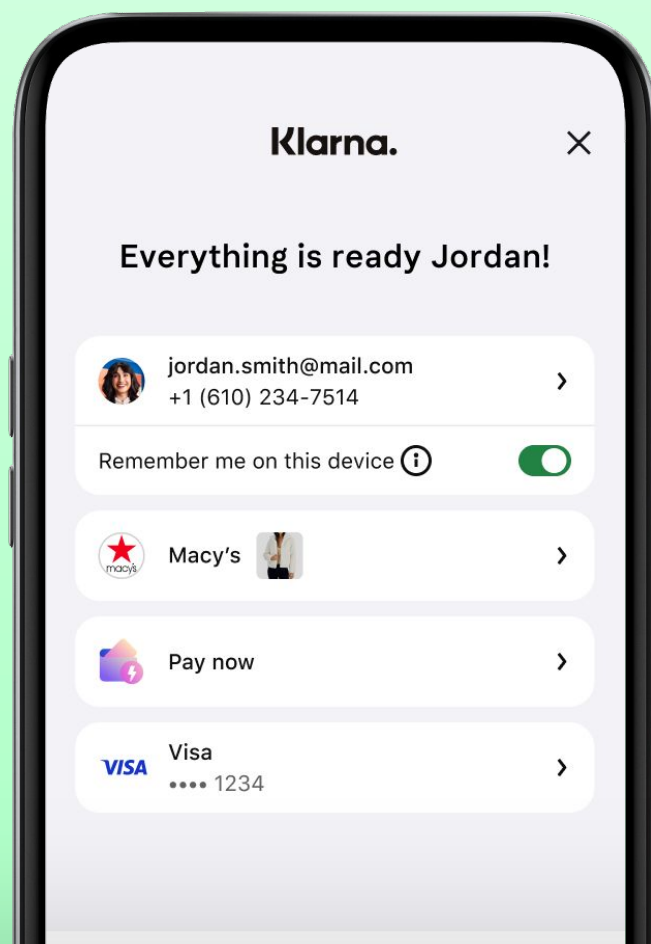 Klarna.
Everything is ready Jordan!
jordan.smith@mail.com
+1 (610) 234-7514
Remember me on this device
macy's
Macy's
Pay now
VISA
Visa
•••• 1234